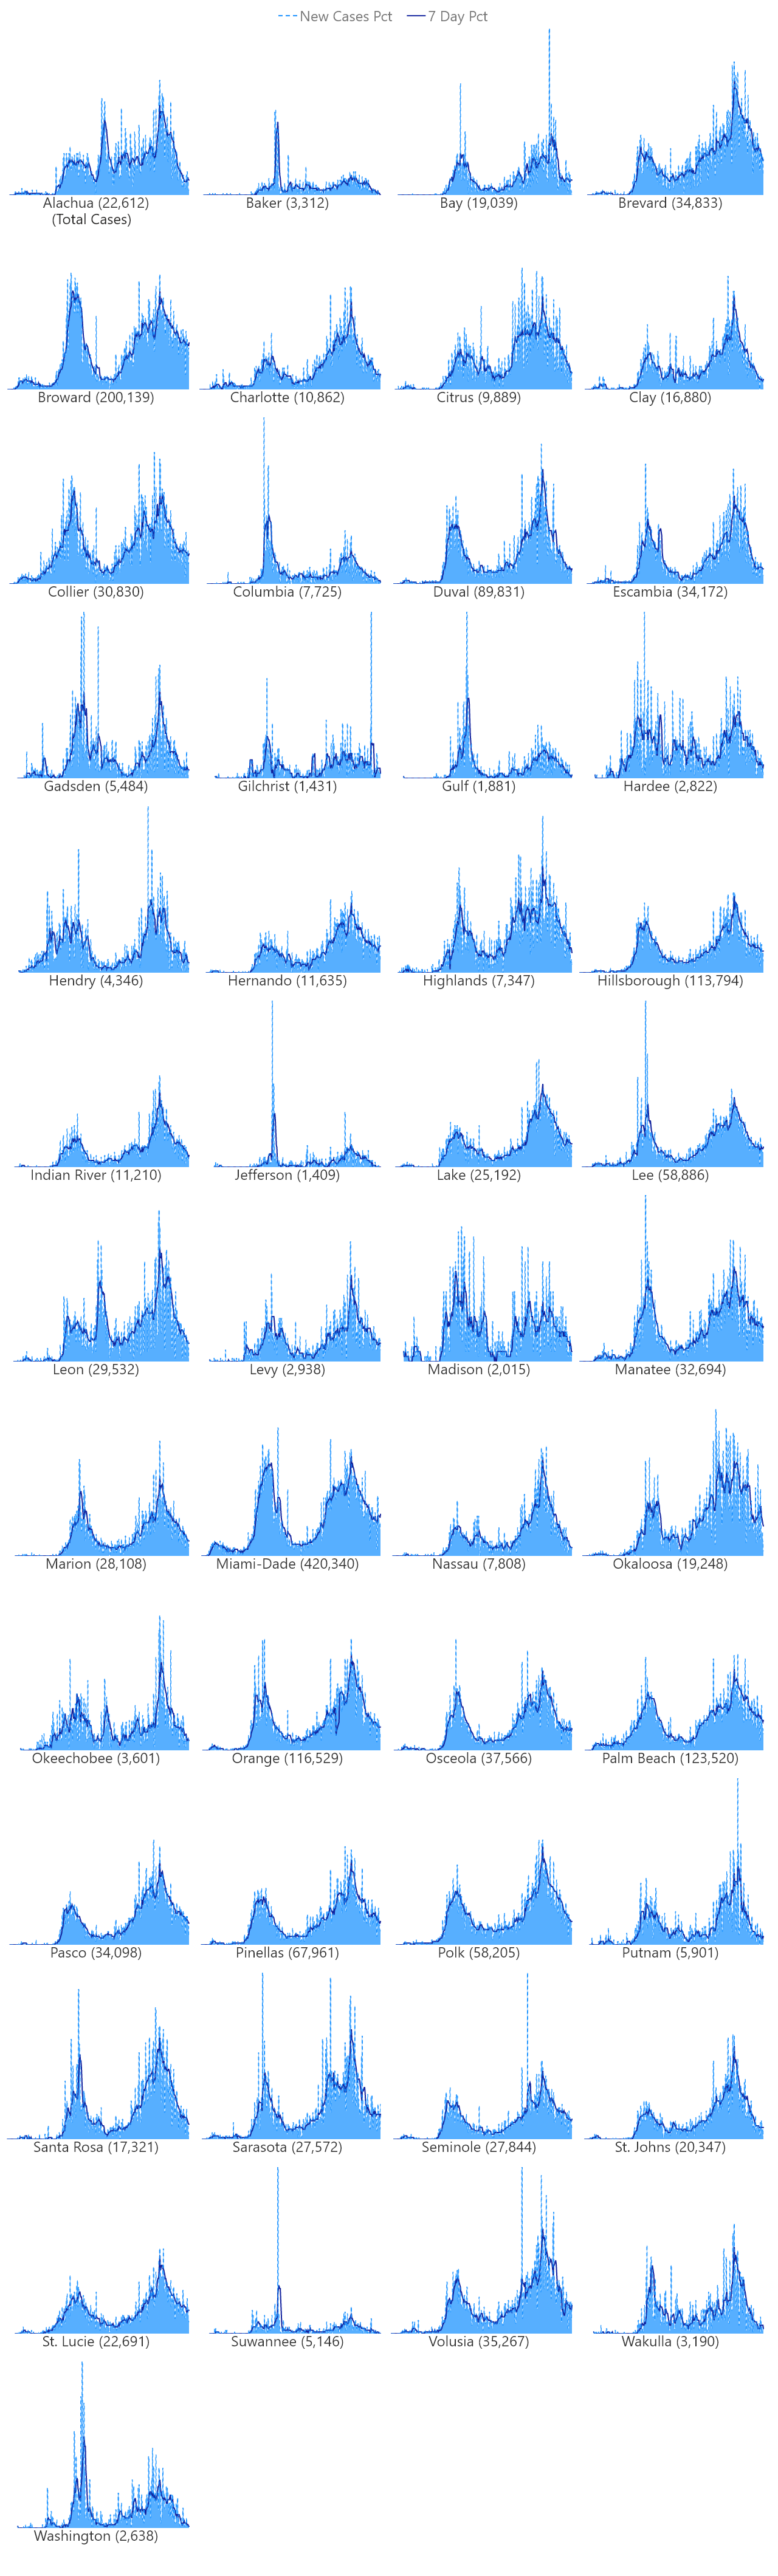 New Cases Pct 7 Day Pct
Alachua (22,612) Baker (3,312) Bay (19,039) Brevard (34,833)
(Total Cases)
Broward (200,139) Charlotte (10,862) Citrus (9,889) Clay (16,880)
Collier (30,830) Columbia (7,725) Duval (89,831) Escambia (34,172)
Gadsden (5,484) Gilchrist (1,431) Gulf (1,881) Hardee (2,822)
Hendry (4,346) Hernando (11,635) Highlands (7,347) Hillsborough (113,794)
Indian River (11,210) Jefferson (1,409) Lake (25,192) Lee (58,886)
Leon (29,532) Levy (2,938) Madison (2,015) Manatee (32,694)
Marion (28,108) Miami-Dade (420,340) Nassau (7,808) Okaloosa (19,248)
Okeechobee (3,601) Orange (116,529) Osceola (37,566) Palm Beach (123,520)
Pasco (34,098) Pinellas (67,961) Polk (58,205) Putnam (5,901)
Santa Rosa (17,321) Sarasota (27,572) Seminole (27,844) St. Johns (20,347)
St. Lucie (22,691) Suwannee (5,146) Volusia (35,267) Wakulla (3,190)
Washington (2,638)